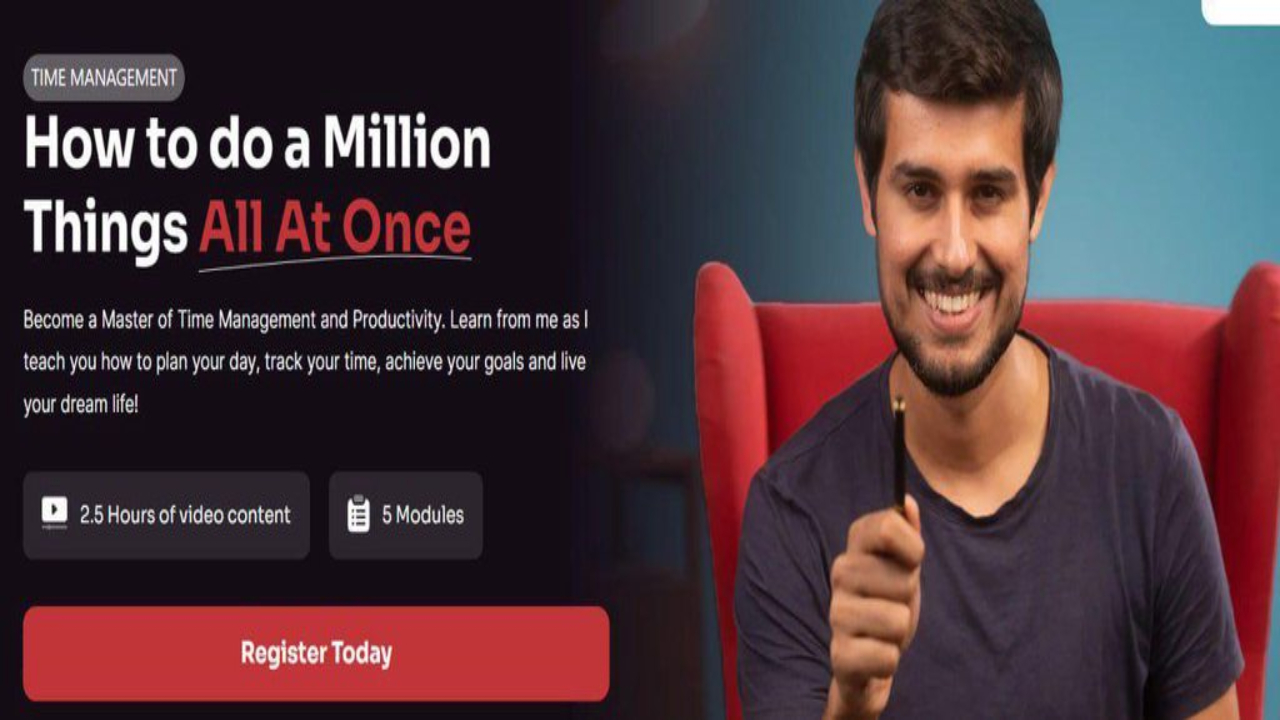 TIME MANAGEMENT
How to do a Million
Things All At Once
Become a Master of Time Management and Productivity. Learn from me as I
teach you how to plan your day, track your time, achieve your goals and live
your dream life!
2.5 Hours of video content
5 Modules
Register Today